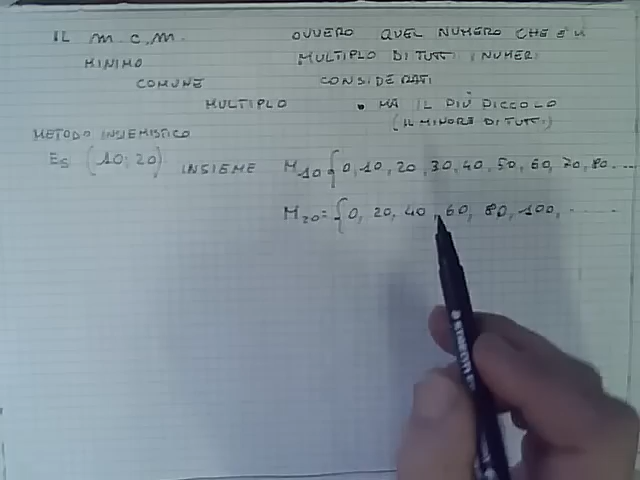 IL m.c.m.
OVVERO QUEL NUMERO CHE È IL
MINIMO
MULTIPLO DI TUTTI I NUMERI
COMUNE
CONSIDERATI
MULTIPLO
• MA IL PIÙ PICCOLO
(IL MINORE DI TUTTI)
METODO INSIEMISTICO
ES (10; 20) INSIEME M10 { 0, 10, 20, 30, 40, 50, 60, 70, 80....
M20 = { 0, 20, 40, 60, 80, 100, ......
STAEDTLER